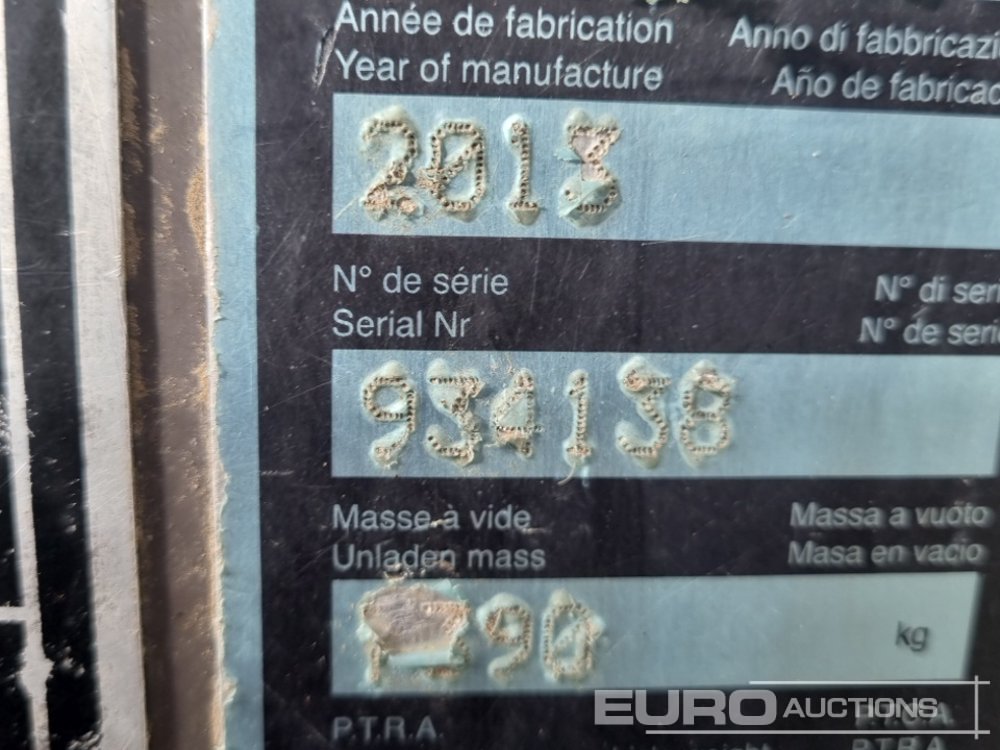 Année de fabrication Anno di fabbricazi
Year of manufacture Año de fabricac
2013
N° de série N° di seri
Serial Nr N° de serie
934138
Masse à vide Massa a vuoto
Unladen mass Masa en vacio
90 kg
P.T.R.A.
EURO AUCTIONS